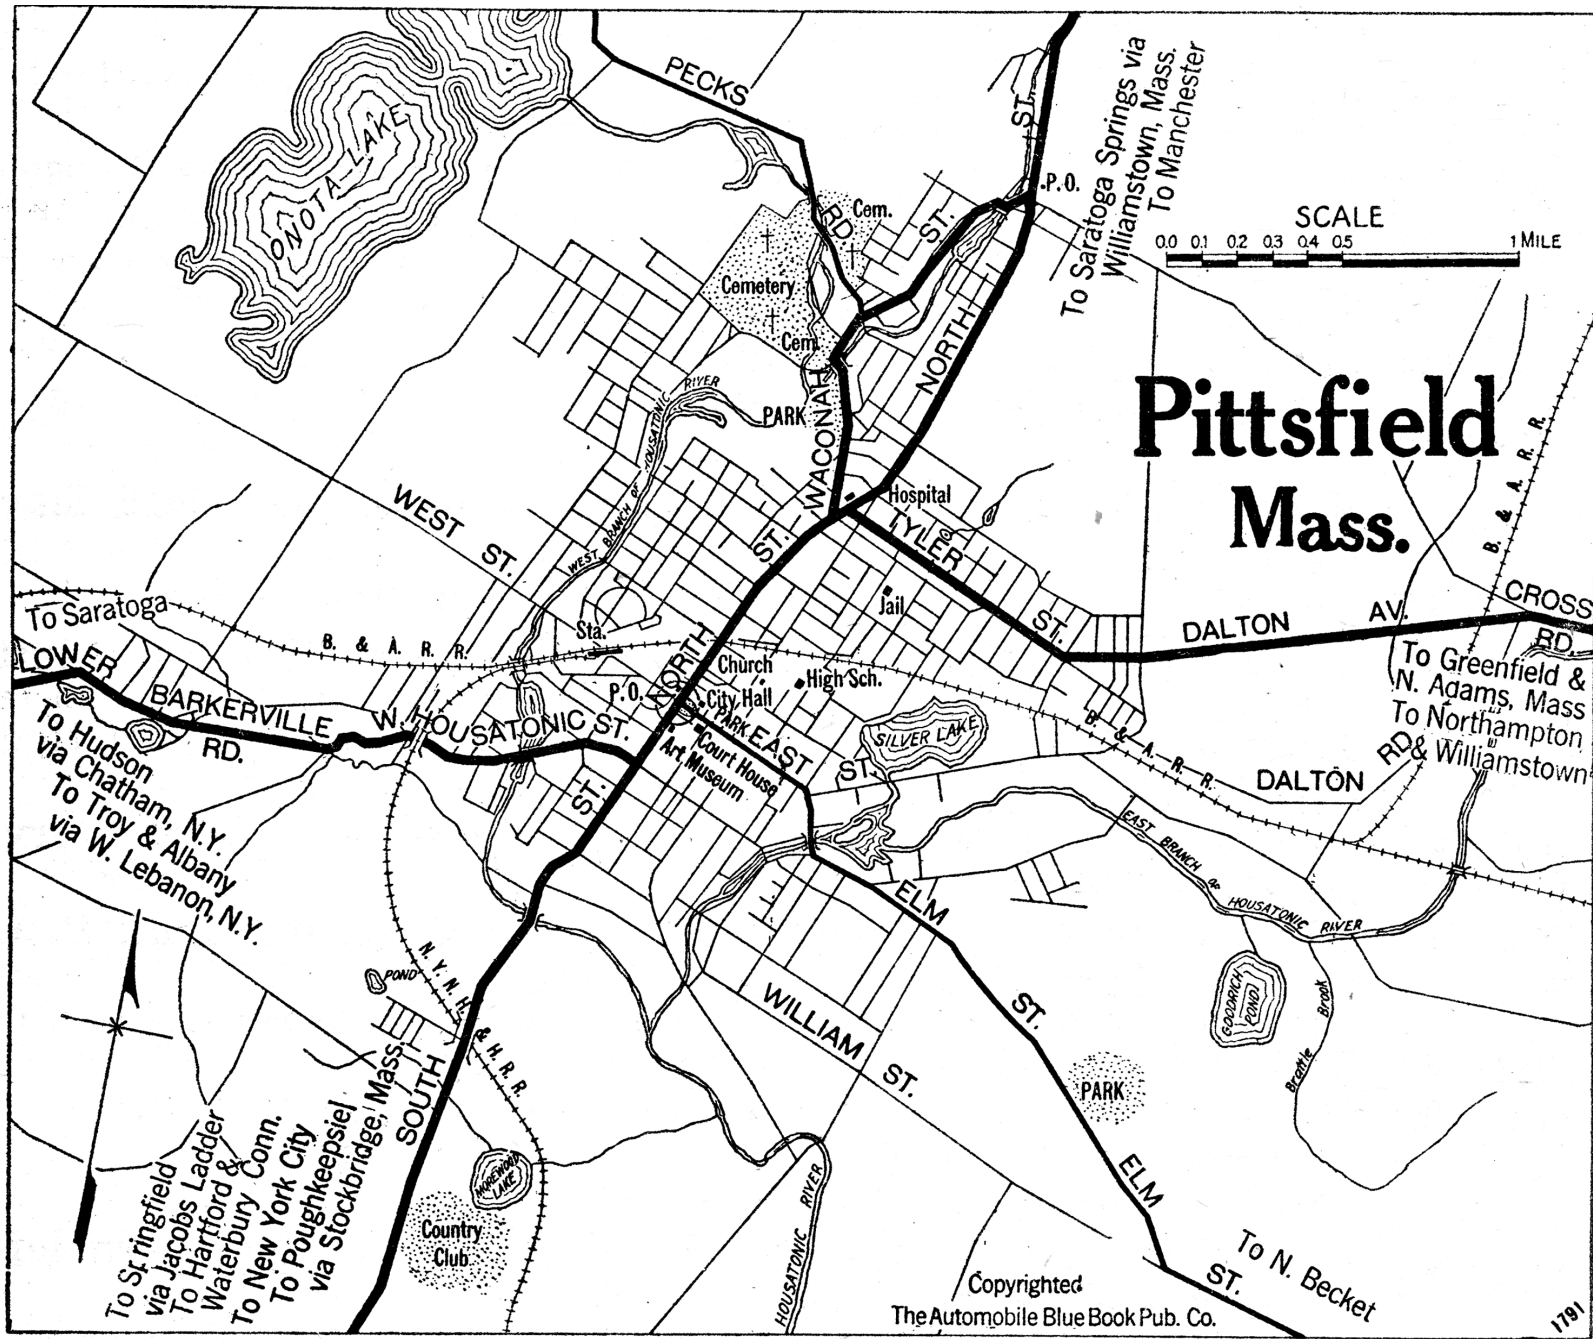 PECKS
RD.
ONOTA LAKE
ST.
P.O.
To Saratoga Springs via
Williamstown, Mass.
To Manchester
SCALE
0.0 0.1 0.2 0.3 0.4 0.5 1 MILE
Cem.
ST.
Cemetery
Cem.
NORTH
Pittsfield
Mass.
WEST BRANCH OF HOUSATONIC RIVER
PARK
WACONAH
B. & A. R. R.
WEST ST.
Hospital
TYLER ST.
ST.
Jail
CROSS
RD.
DALTON AV.
To Saratoga
B. & A. R. R.
Sta.
NORTH
Church
High Sch.
P.O.
City Hall
PARK
LOWER
BARKERVILLE
RD.
W. HOUSATONIC ST.
EAST
ST.
Court House
Art Museum
SILVER LAKE
B. & A. R. R.
To Greenfield &
N. Adams, Mass
To Northampton
& Williamstown
DALTON RD.
To Hudson
via Chatham, N.Y.
To Troy & Albany
via W. Lebanon, N.Y.
ST.
EAST BRANCH OF HOUSATONIC RIVER
ELM
ST.
POND
N. Y. N. H. & H. R. R.
WILLIAM
ST.
GOODRICH
POND
Brattle Brook
PARK
SOUTH
MOREWOOD
LAKE
Country
Club
HOUSATONIC RIVER
ELM
ST.
To N. Becket
To Springfield
via Jacobs Ladder
To Hartford &
Waterbury Conn.
To New York City
To Poughkeepsiel
via Stockbridge, Mass.
Copyrighted
The Automobile Blue Book Pub. Co.
1791